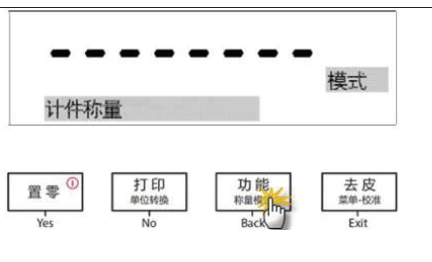 --------
模式
计件称量
置零 打印 功能 去皮
单位转换 称量模 菜单-校准
Yes No Back Exit